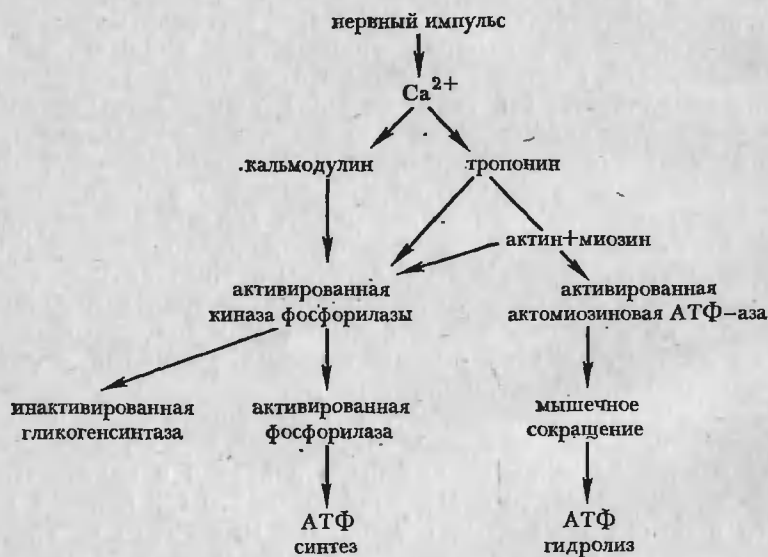 нервный импульс
Ca²⁺
.кальмодулин
тропонин
актин+миозин
активированная
киназа фосфорилазы
активированная
актомиозиновая АТФ-аза
инактивированная
гликогенсинтаза
активированная
фосфорилаза
мышечное
сокращение
АТФ
синтез
АТФ
гидролиз